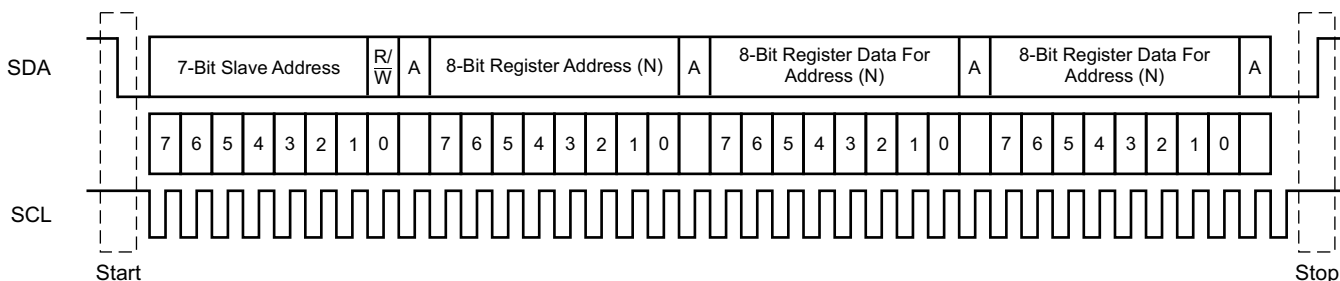 SDA
7-Bit Slave Address
R/
W
A
8-Bit Register Address (N)
A
8-Bit Register Data For
Address (N)
A
8-Bit Register Data For
Address (N)
A
7 6 5 4 3 2 1 0 7 6 5 4 3 2 1 0 7 6 5 4 3 2 1 0 7 6 5 4 3 2 1 0
SCL
Start
Stop